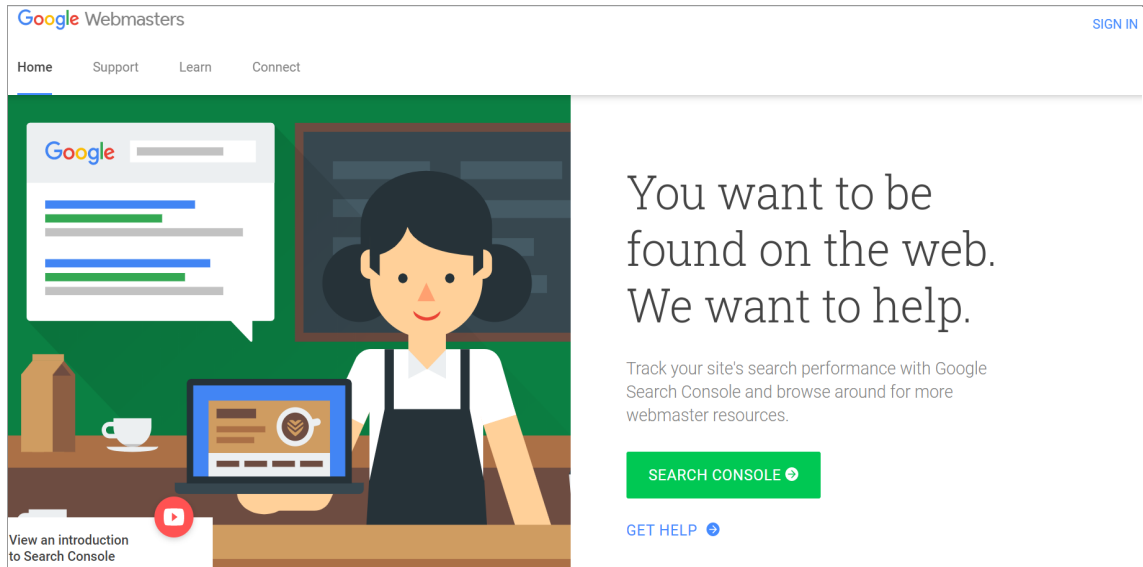 Google Webmasters
SIGN IN
Home Support Learn Connect
Google
You want to be
found on the web.
We want to help.
Track your site's search performance with Google
Search Console and browse around for more
webmaster resources.
SEARCH CONSOLE
GET HELP
View an introduction
to Search Console